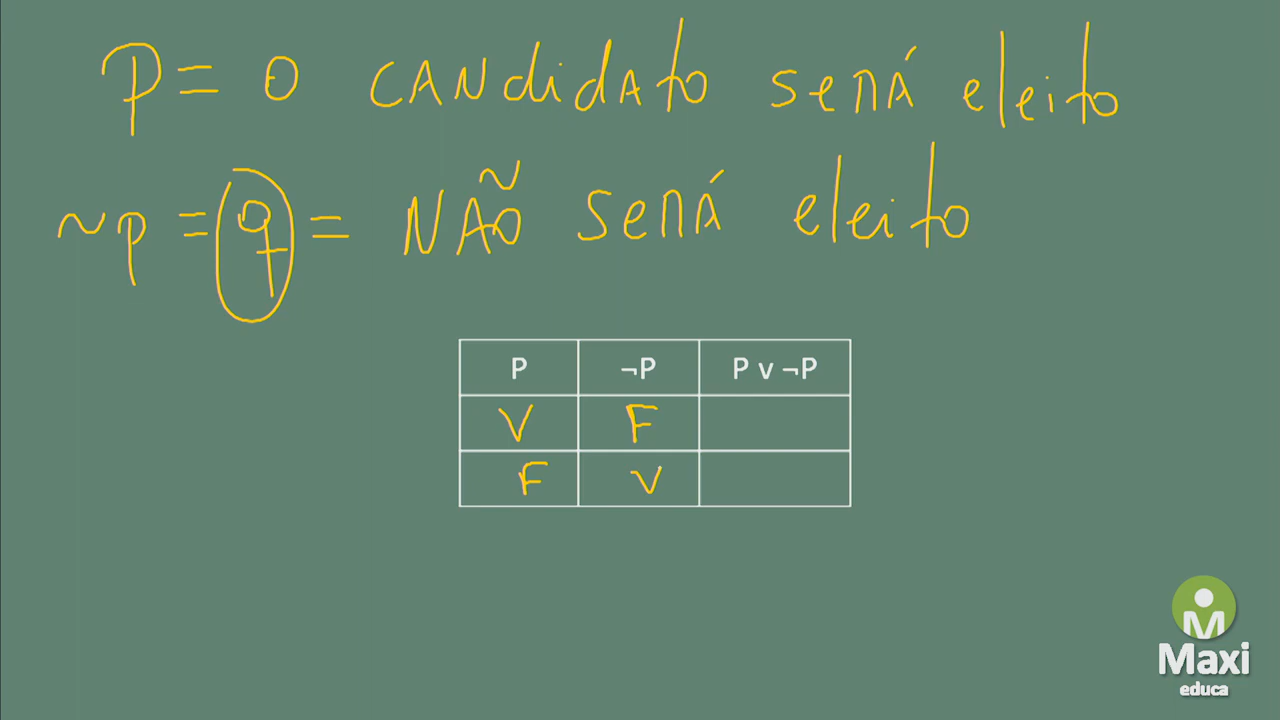 P = O CANdidAto será eleito
~p = q = NÃO será eleito
P ¬P P v ¬P
V F
F V
Maxi
educa